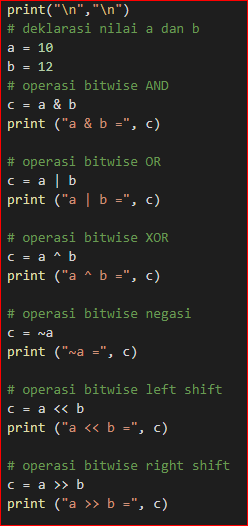 print("\n","\n")
# deklarasi nilai a dan b
a = 10
b = 12
# operasi bitwise AND
c = a & b
print ("a & b =", c)
# operasi bitwise OR
c = a | b
print ("a | b =", c)
# operasi bitwise XOR
c = a ^ b
print ("a ^ b =", c)
# operasi bitwise negasi
c = ~a
print ("~a =", c)
# operasi bitwise left shift
c = a << b
print ("a << b =", c)
# operasi bitwise right shift
c = a >> b
print ("a >> b =", c)